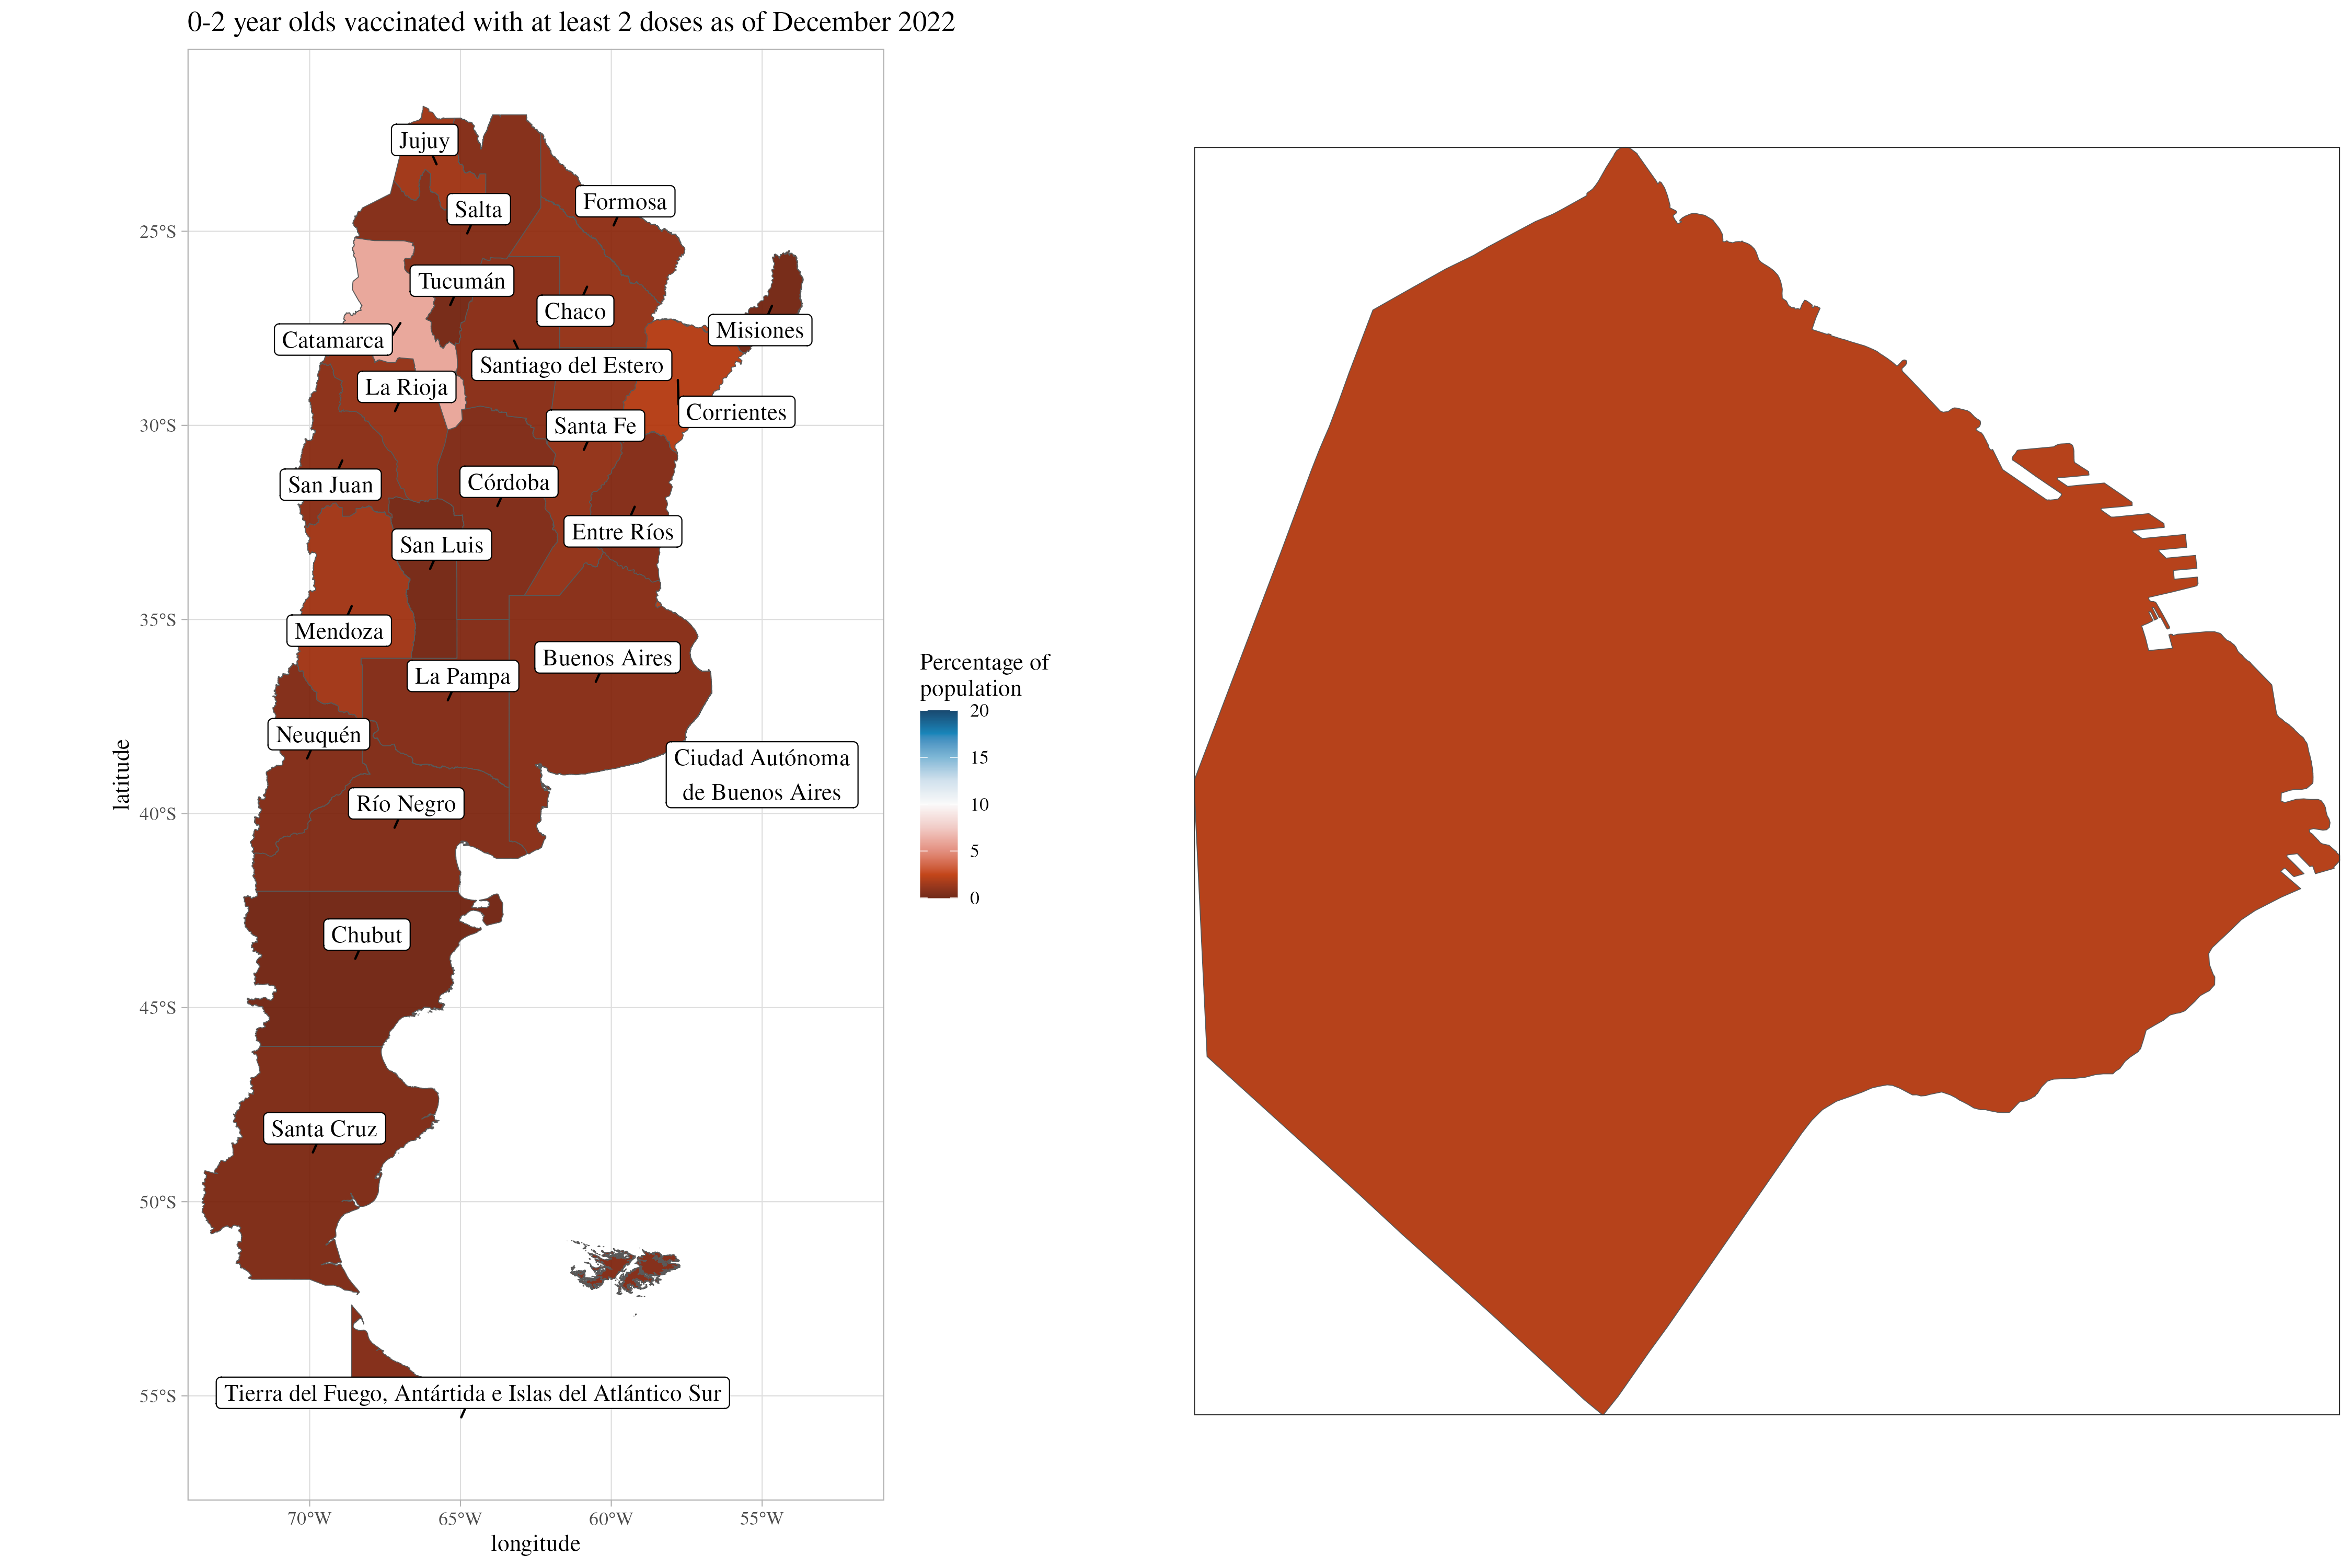 0-2 year olds vaccinated with at least 2 doses as of December 2022
Jujuy
Salta
Formosa
25°S
Tucumán
Chaco
Misiones
Catamarca
Santiago del Estero
La Rioja
Corrientes
30°S
Santa Fe
San Juan
Córdoba
Entre Ríos
San Luis
35°S
Mendoza
Buenos Aires
La Pampa
Neuquén
Ciudad Autónoma
de Buenos Aires
Río Negro
40°S
Chubut
45°S
Santa Cruz
50°S
Tierra del Fuego, Antártida e Islas del Atlántico Sur
55°S
70°W
65°W
60°W
55°W
longitude
latitude
Percentage of
population
20
15
10
5
0